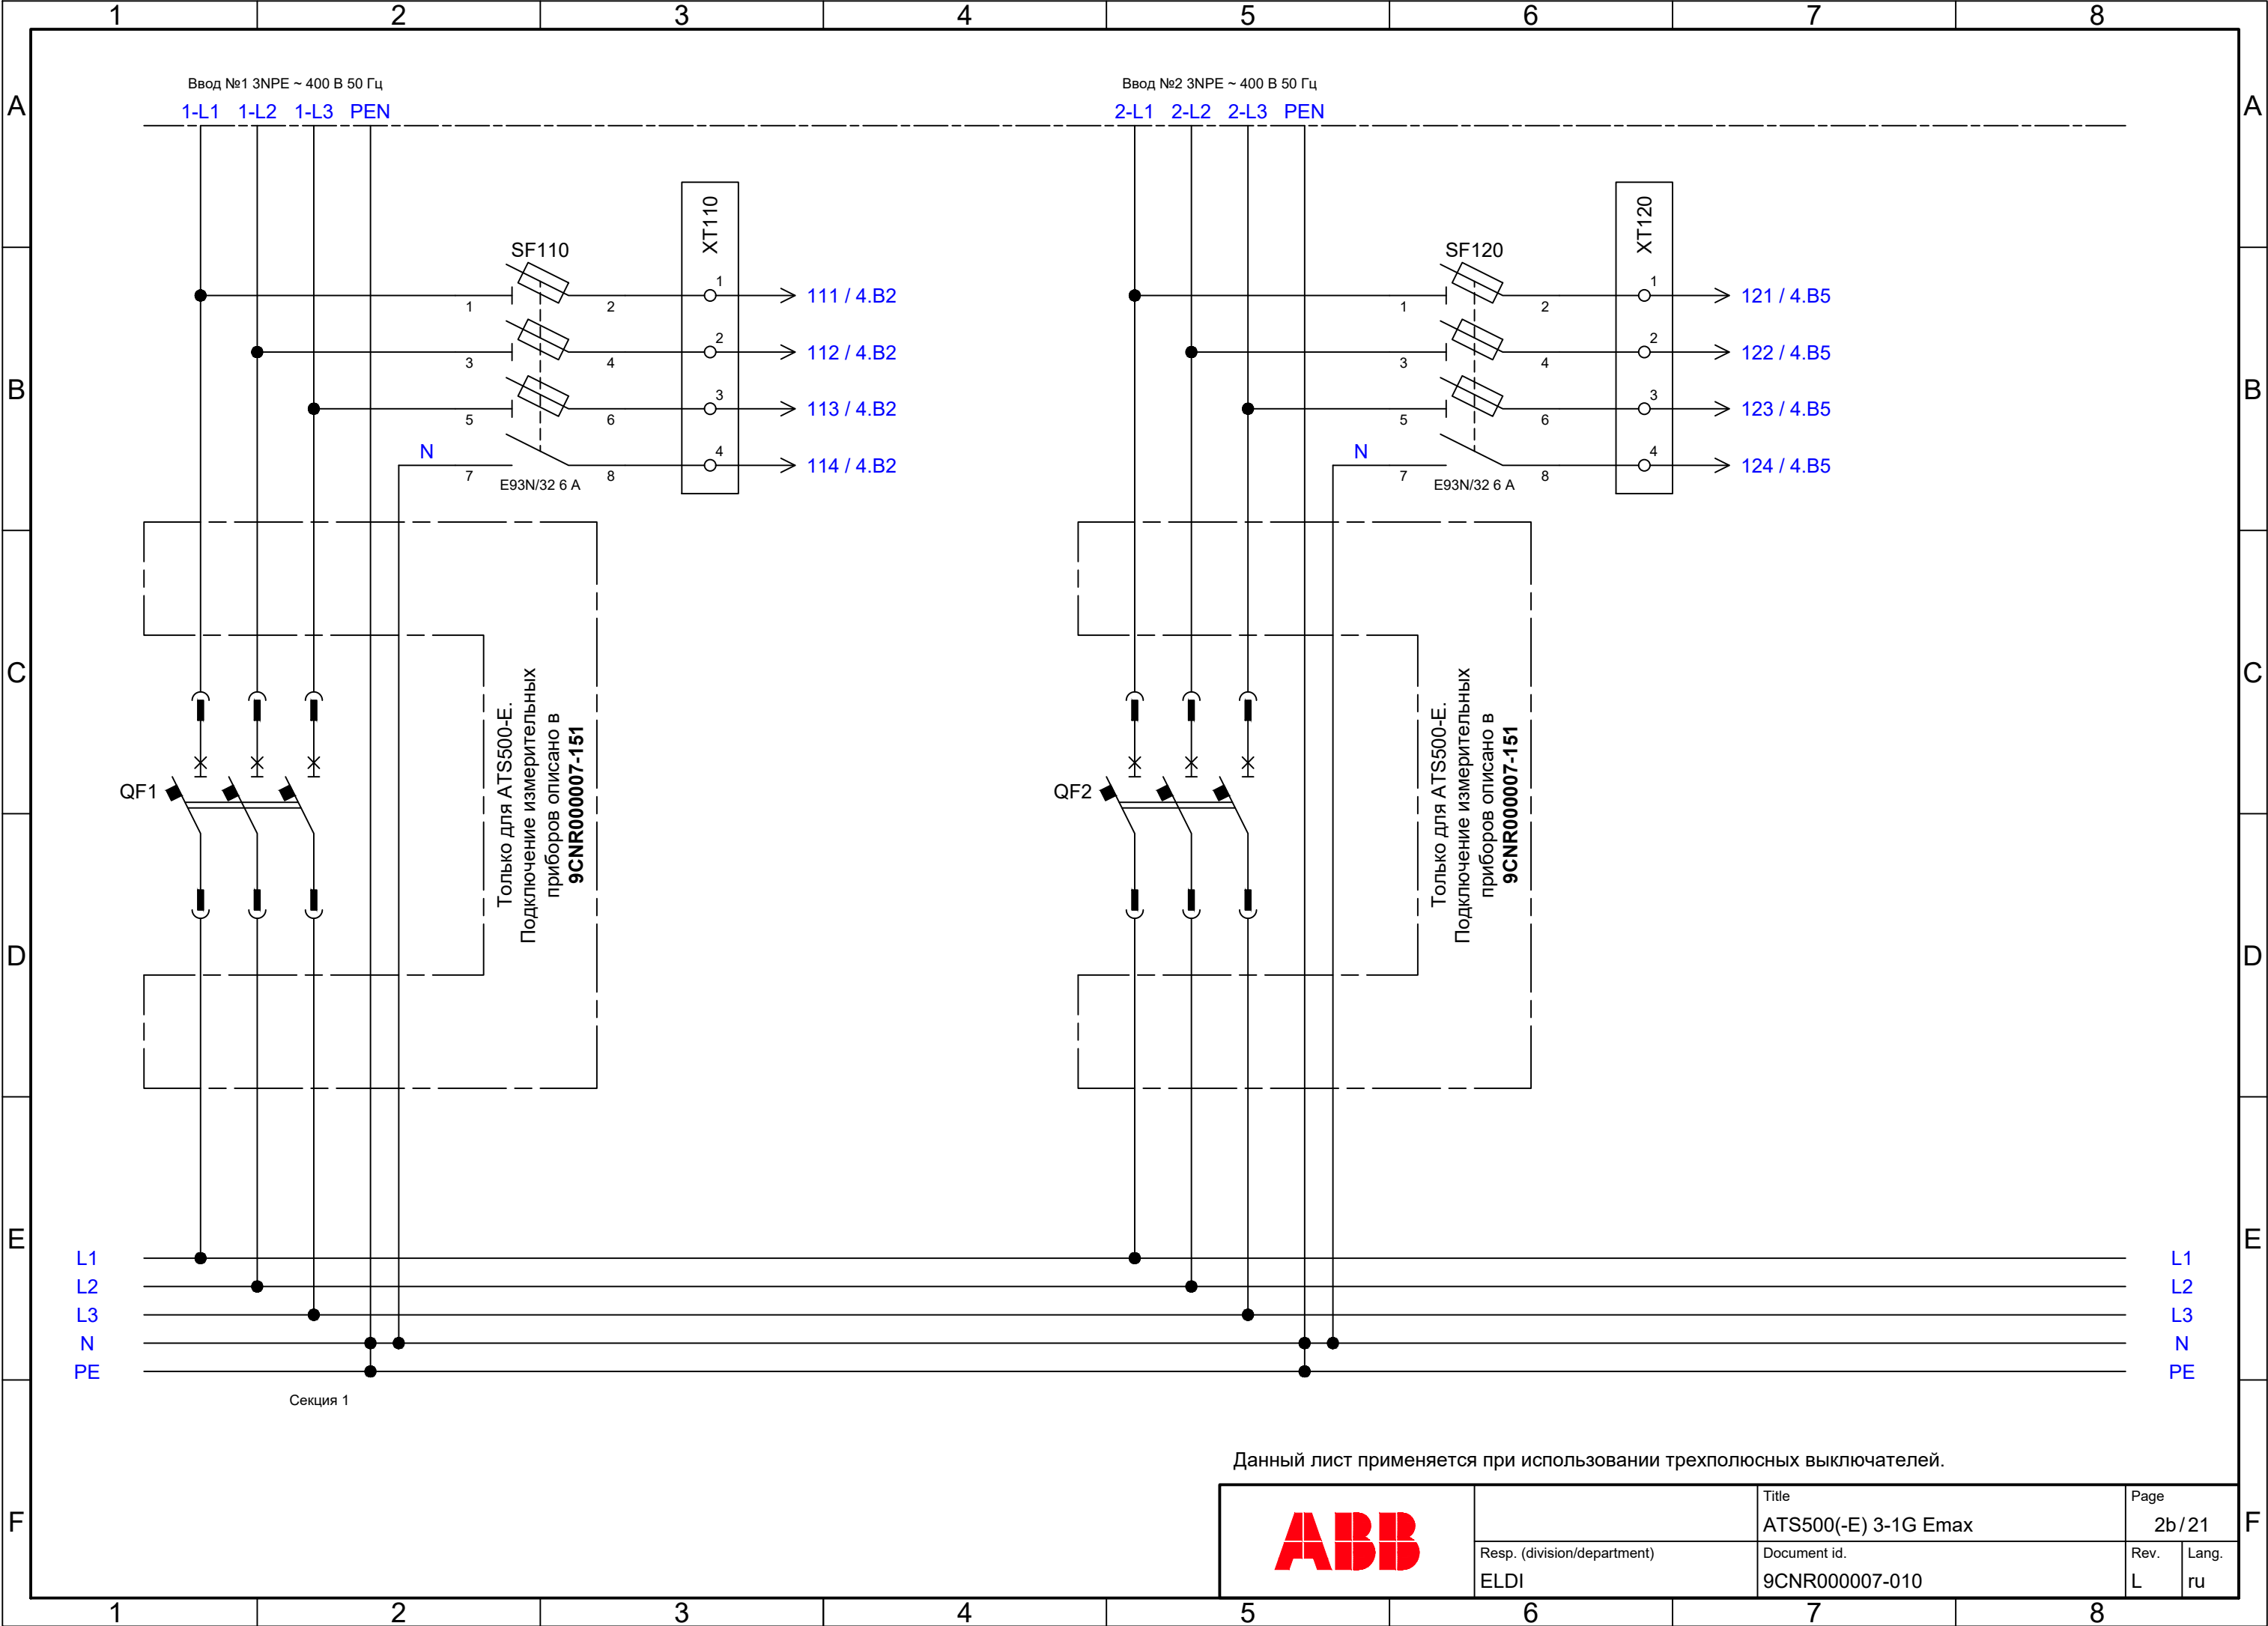 1 2 3 4 5 6 7 8
Ввод №1 3NPE ~ 400 В 50 Гц
Ввод №2 3NPE ~ 400 В 50 Гц
A
1-L1 1-L2 1-L3 PEN
2-L1 2-L2 2-L3 PEN
A
XT110
XT120
SF110
SF120
1 2 1 111 / 4.B2
1 2 1 121 / 4.B5
3 4 2 112 / 4.B2
3 4 2 122 / 4.B5
B
5 6 3 113 / 4.B2
5 6 3 123 / 4.B5
B
N
7 8 4 114 / 4.B2
N
7 8 4 124 / 4.B5
E93N/32 6 A
E93N/32 6 A
C
C
QF1
Только для ATS500-E.
Подключение измерительных
приборов описано в
9CNR000007-151
QF2
Только для ATS500-E.
Подключение измерительных
приборов описано в
9CNR000007-151
D
D
E
E
L1 L1
L2 L2
L3 L3
N N
PE PE
Секция 1
Данный лист применяется при использовании трехполюсных выключателей.
F
F
ABB
Title
ATS500(-E) 3-1G Emax
Page
2b/21
Resp. (division/department)
ELDI
Document id.
9CNR000007-010
Rev.
L
Lang.
ru
1 2 3 4 5 6 7 8